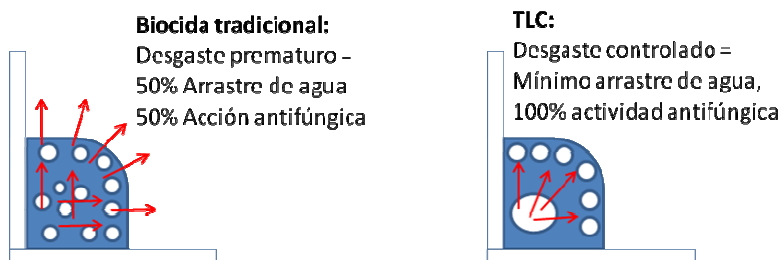 Biocida tradicional:
Desgaste prematuro –
50% Arrastre de agua
50% Acción antifúngica
TLC:
Desgaste controlado =
Mínimo arrastre de agua,
100% actividad antifúngica